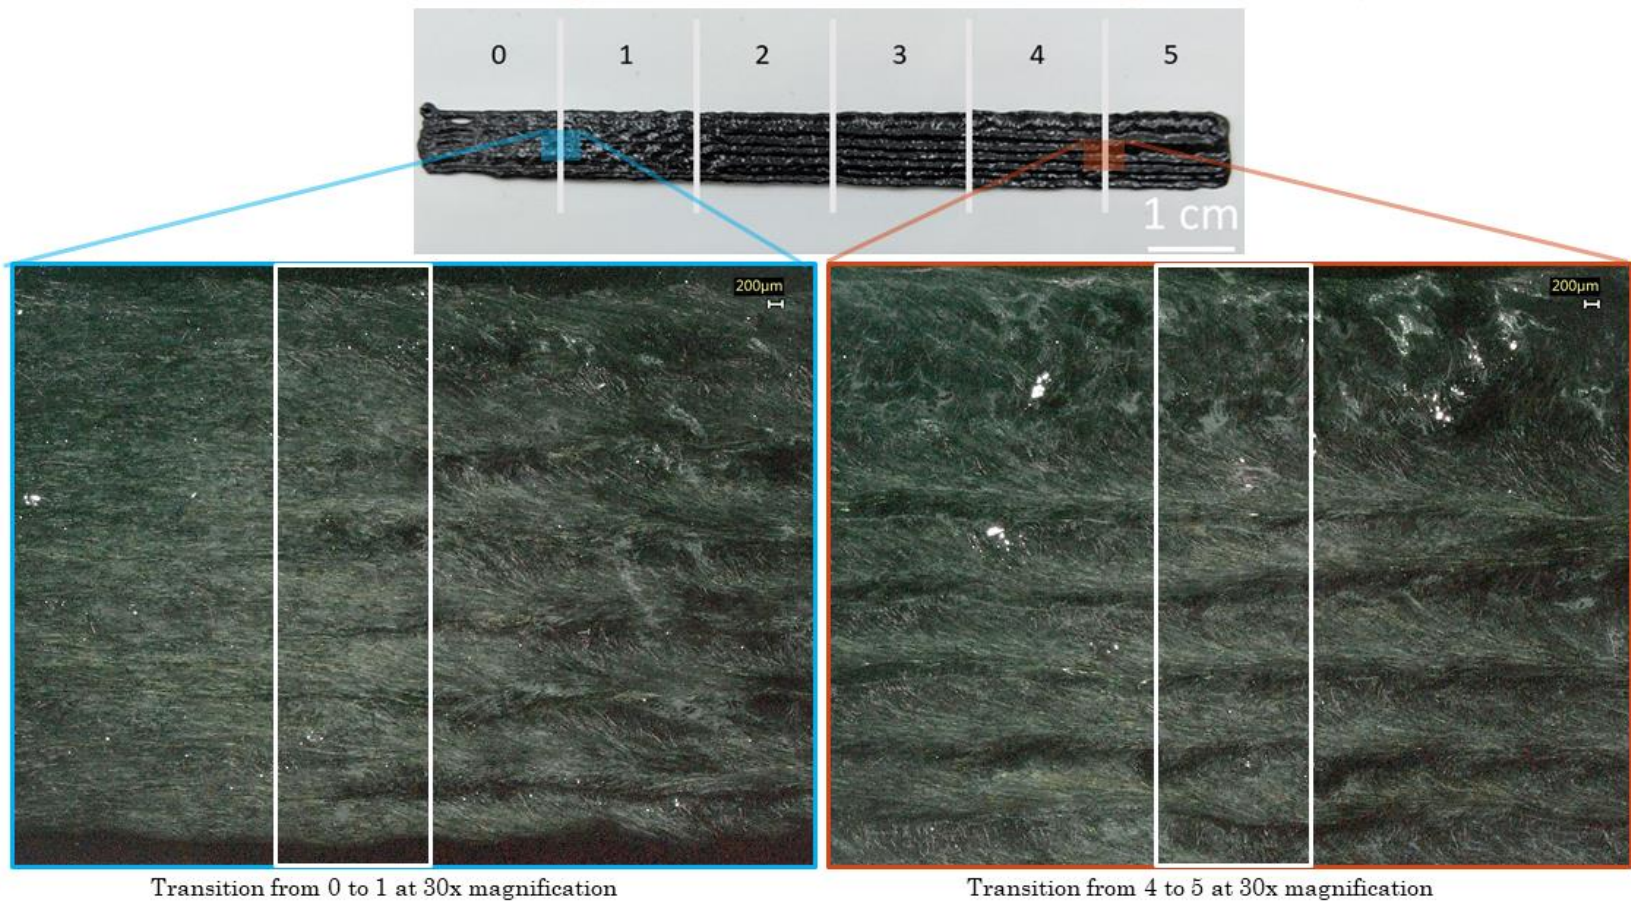 0 1 2 3 4 5
1 cm
200μm
200μm
Transition from 0 to 1 at 30x magnification
Transition from 4 to 5 at 30x magnification